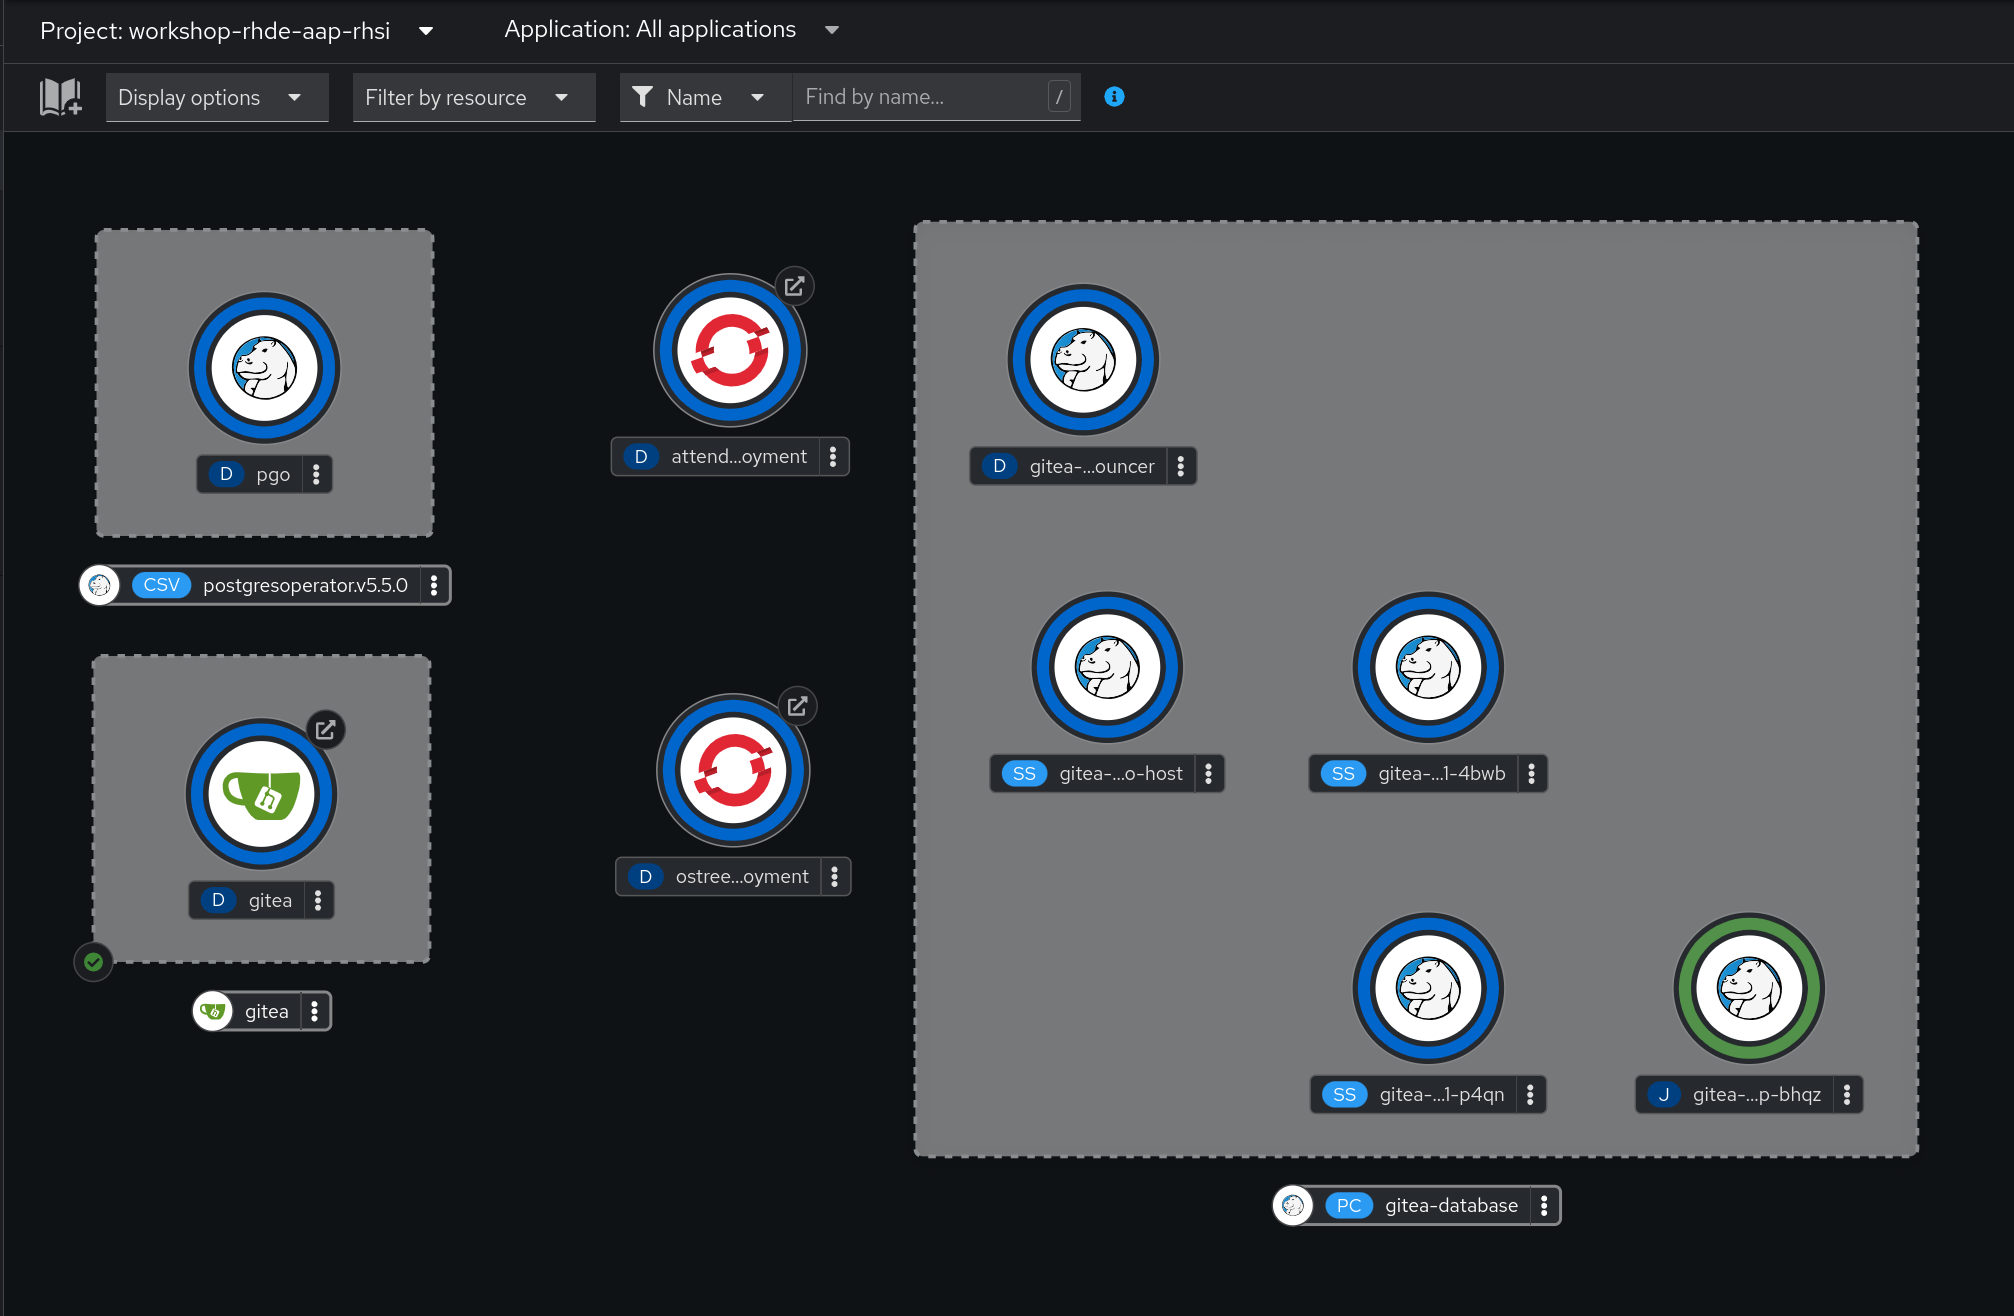 Project: workshop-rhde-aap-rhsi
Application: All applications
Display options
Filter by resource
Name
Find by name...
/
D pgo
CSV postgresoperator.v5.5.0
D gitea
gitea
D attend...oyment
D ostree...oyment
D gitea-...ouncer
SS gitea-...o-host
SS gitea-...1-4bwb
SS gitea-...1-p4qn
J gitea-...p-bhqz
PC gitea-database